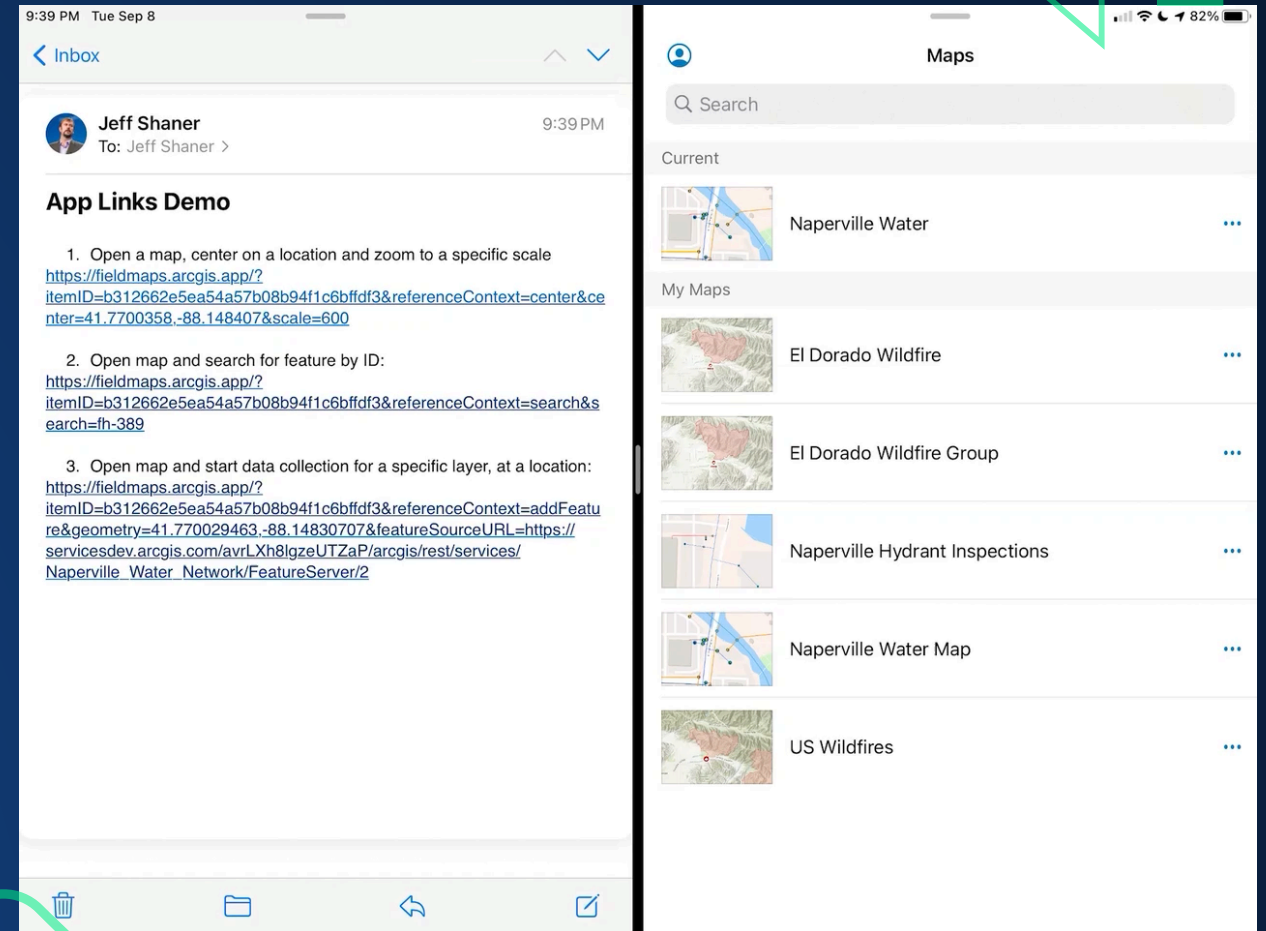 9:39 PM Tue Sep 8
82%
Inbox
Jeff Shaner
9:39 PM
To: Jeff Shaner >
App Links Demo
1. Open a map, center on a location and zoom to a specific scale
https://fieldmaps.arcgis.app/?
itemID=b312662e5ea54a57b08b94f1c6bffdf3&referenceContext=center&ce
nter=41.7700358,-88.148407&scale=600
2. Open map and search for feature by ID:
https://fieldmaps.arcgis.app/?
itemID=b312662e5ea54a57b08b94f1c6bffdf3&referenceContext=search&s
earch=fh-389
3. Open map and start data collection for a specific layer, at a location:
https://fieldmaps.arcgis.app/?
itemID=b312662e5ea54a57b08b94f1c6bffdf3&referenceContext=addFeatu
re&geometry=41.770029463,-88.14830707&featureSourceURL=https://
servicesdev.arcgis.com/avrLXh8lgzeUTZaP/arcgis/rest/services/
Naperville_Water_Network/FeatureServer/2
Maps
Search
Current
Naperville Water
My Maps
El Dorado Wildfire
El Dorado Wildfire Group
Naperville Hydrant Inspections
Naperville Water Map
US Wildfires